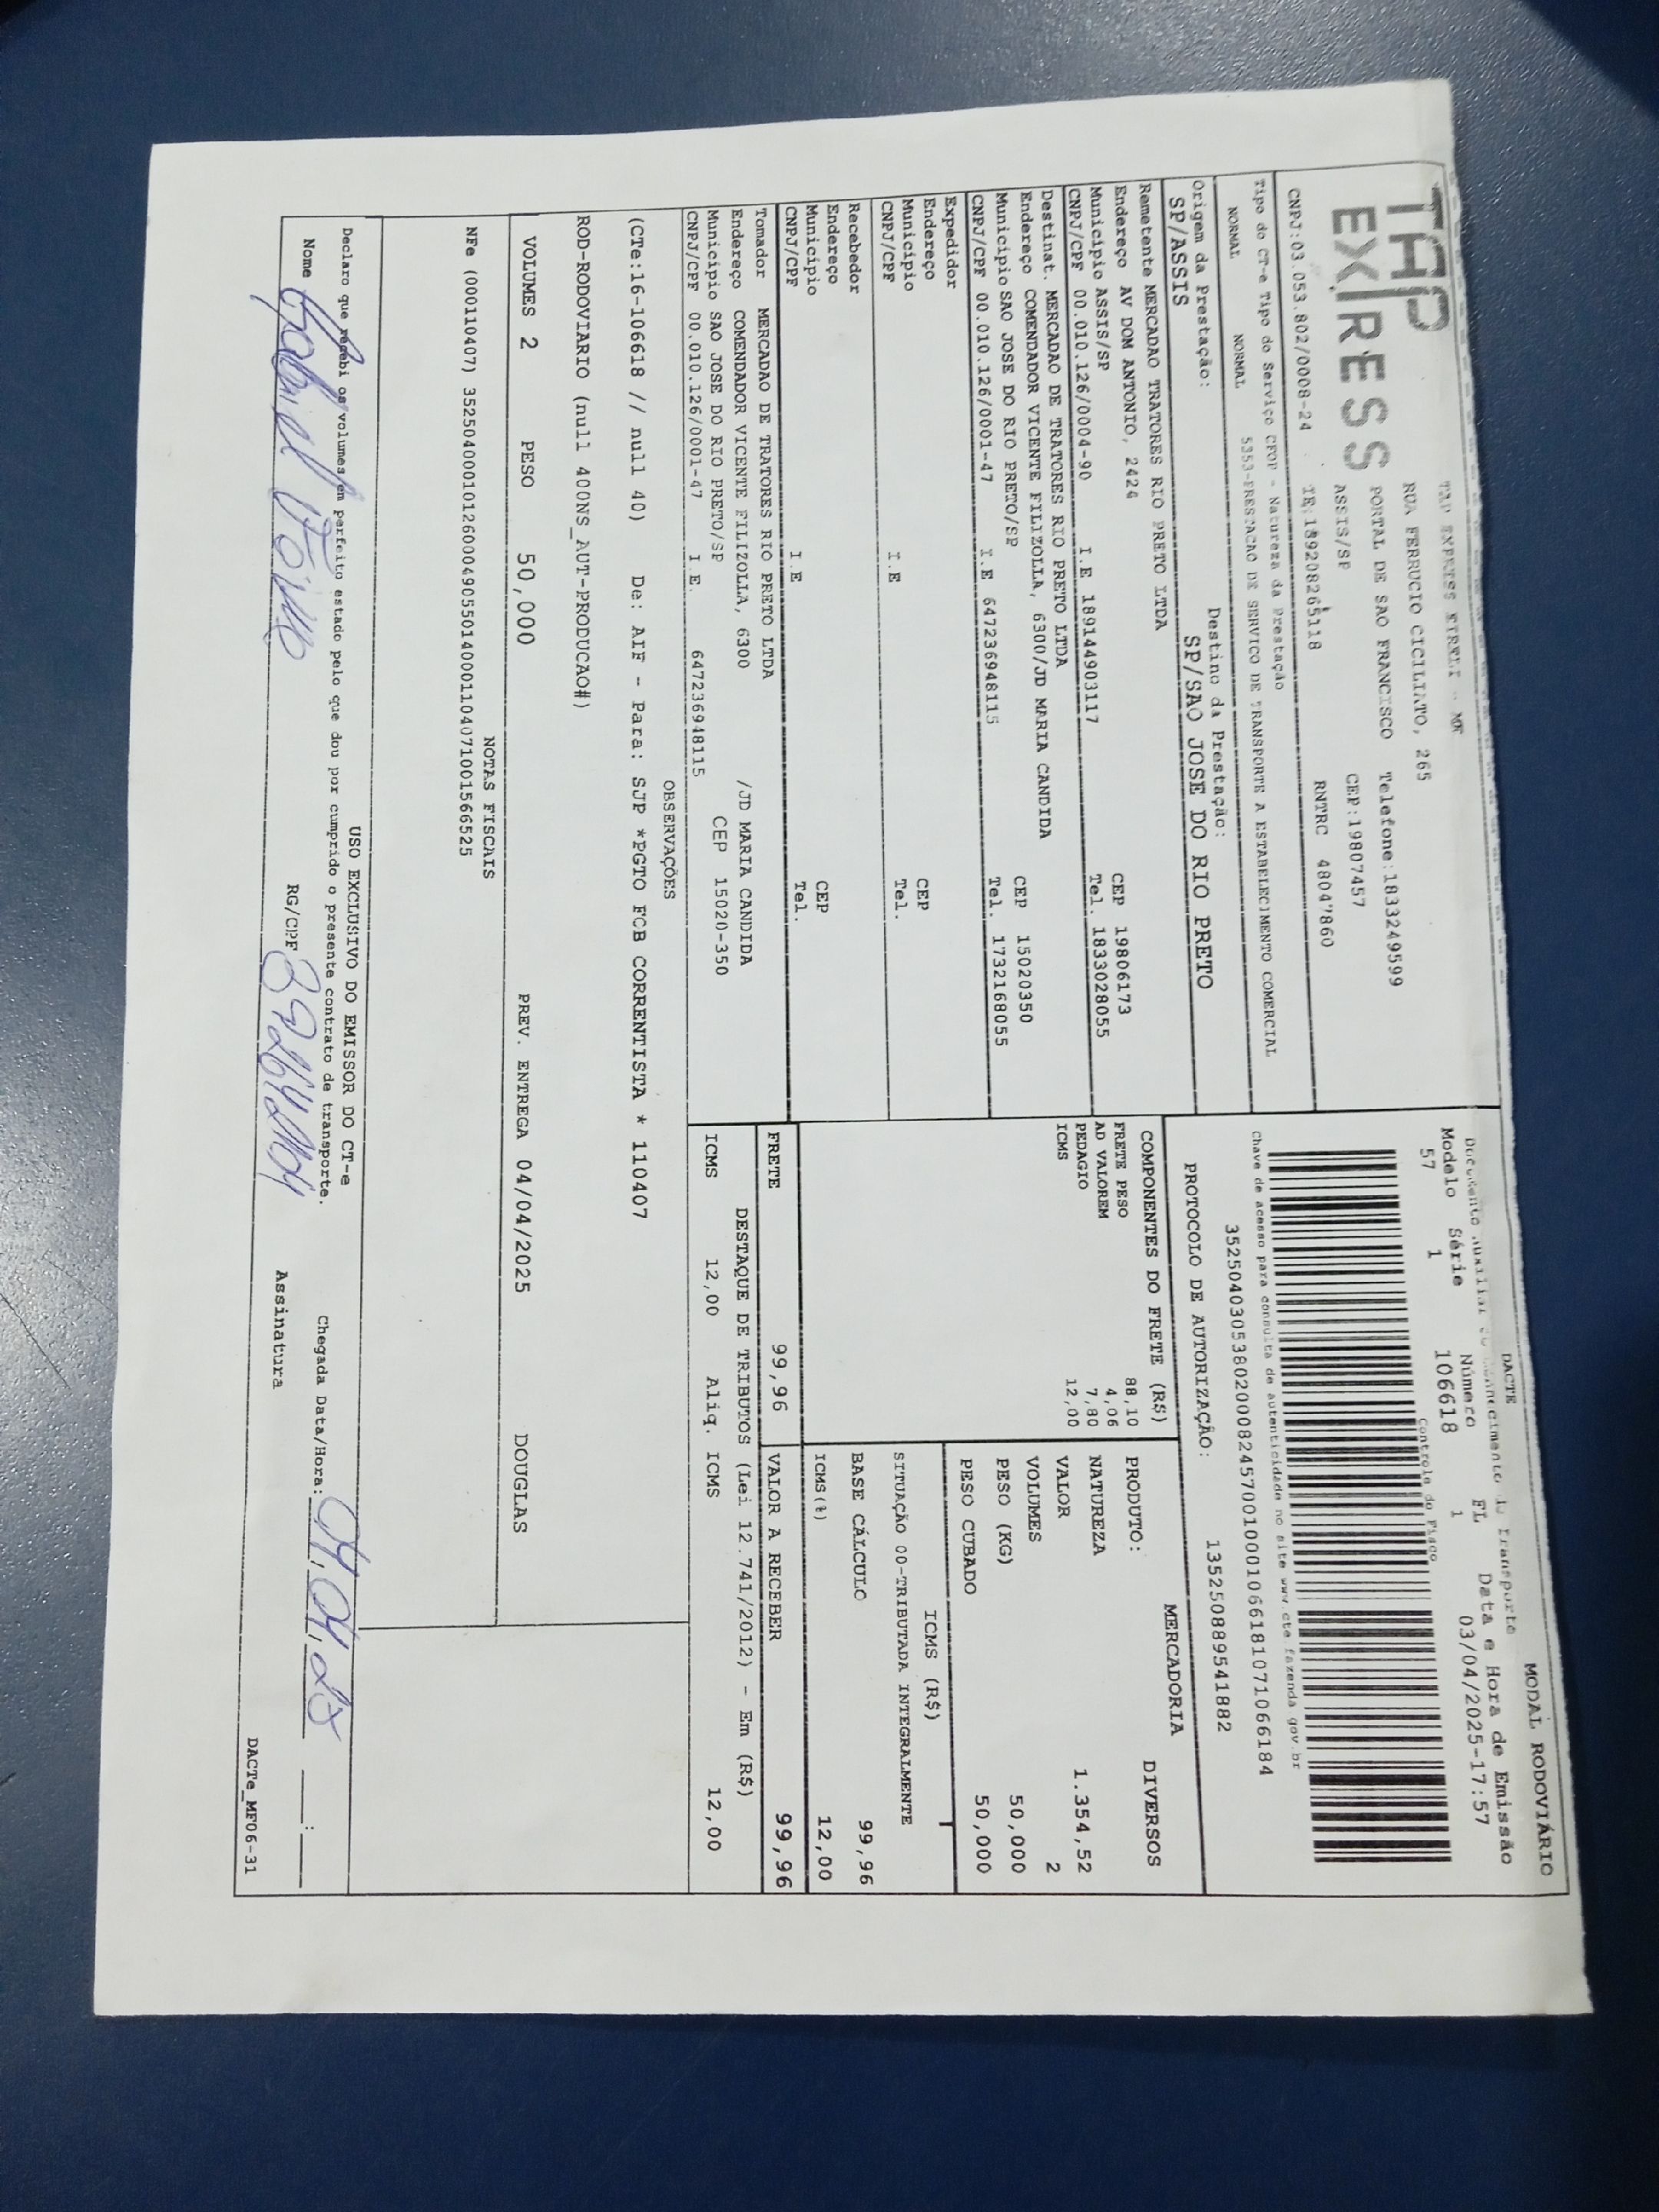 TAP
EXPRESS
TAP EXPRESS EIRELI - MF
RUA FERRUCIO CICILIATO, 265
PORTAL DE SAO FRANCISCO Telefone:1833249599
ASSIS/SP CEP:19807457
CNPJ:03.053.802/0008-24 IE:189208265118 RNTRC 48047860
Tipo do CT-e Tipo do Serviço CFOP - Natureza da Prestação
NORMAL NORMAL 5353-PRESTACAO DE SERVICO DE TRANSPORTE A ESTABELECIMENTO COMERCIAL
Origem da Prestação: Destino da Prestação:
SP/ASSIS SP/SAO JOSE DO RIO PRETO
MODAL RODOVIÁRIO
DACTE
Documento Auxiliar do Conhecimento de Transporte
Modelo Série Número FL Data e Hora de Emissão
57 1 106618 1 03/04/2025-17:57
Controle do Fisco
Chave de acesso para consulta de autenticidade no site www.cte.fazenda.gov.br
35250403053802000824570010001066181071066184
PROTOCOLO DE AUTORIZAÇÃO: 135250889541882
Remetente MERCADAO TRATORES RIO PRETO LTDA
Endereço AV DOM ANTONIO, 2424 CEP 19806173
Município ASSIS/SP Tel. 1833028055
CNPJ/CPF 00.010.126/0004-90 I.E 189144903117
Destinat. MERCADAO DE TRATORES RIO PRETO LTDA
Endereço COMENDADOR VICENTE FILIZOLLA, 6300/JD MARIA CANDIDA CEP 15020350
Município SAO JOSE DO RIO PRETO/SP Tel. 1732168055
CNPJ/CPF 00.010.126/0001-47 I.E 647236948115
Expedidor
Endereço CEP
Município Tel.
CNPJ/CPF I.E
Recebedor
Endereço CEP
Município Tel.
CNPJ/CPF I.E
Tomador MERCADAO DE TRATORES RIO PRETO LTDA
Endereço COMENDADOR VICENTE FILIZOLLA, 6300 /JD MARIA CANDIDA
Município SAO JOSE DO RIO PRETO/SP CEP 15020-350
CNPJ/CPF 00.010.126/0001-47 I.E. 647236948115
COMPONENTES DO FRETE (R$)
FRETE PESO 88,10
AD VALOREM 4,06
PEDAGIO 7,80
ICMS 12,00
MERCADORIA
PRODUTO: DIVERSOS
NATUREZA
VALOR 1.354,52
VOLUMES 2
PESO (KG) 50,000
PESO CUBADO 50,000
ICMS (R$)
SITUAÇÃO 00-TRIBUTADA INTEGRALMENTE
BASE CÁLCULO 99,96
ICMS(%) 12,00
FRETE 99,96 VALOR A RECEBER 99,96
DESTAQUE DE TRIBUTOS (Lei 12.741/2012) - Em (R$)
ICMS 12,00 Aliq. ICMS 12,00
OBSERVAÇÕES
(CTe:16-106618 // null 40) De: AIF - Para: SJP *PGTO FCB CORRENTISTA * 110407
ROD-RODOVIARIO (null 400NS_AUT-PRODUCAO#)
VOLUMES 2 PESO 50,000 PREV. ENTREGA 04/04/2025 DOUGLAS
NOTAS FISCAIS
NFe (000110407) 35250400010126000490550140001104071001566525
USO EXCLUSIVO DO EMISSOR DO CT-e
Declaro que recebi os volumes em perfeito estado pelo que dou por cumprido o presente contrato de transporte.
Chegada Data/Hora: 04,04,25 __:__
Nome Gabriel RG/CPF Assinatura
DACTe_MF06-31